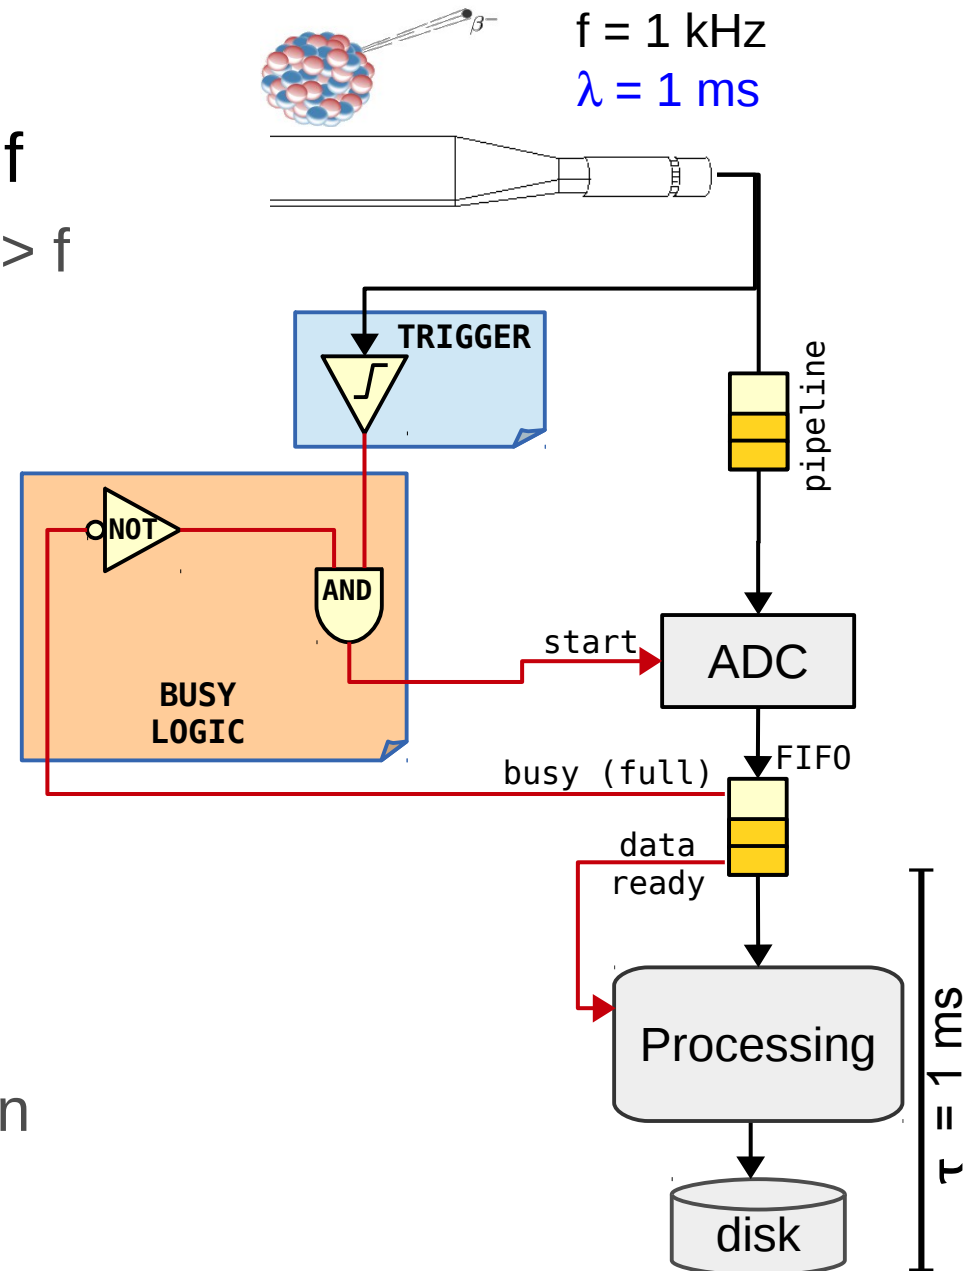 β⁻
f = 1 kHz
λ = 1 ms
f
> f
TRIGGER
pipeline
NOT
AND
start
ADC
BUSY
LOGIC
FIFO
busy (full)
data
ready
Processing
τ = 1 ms
n
disk